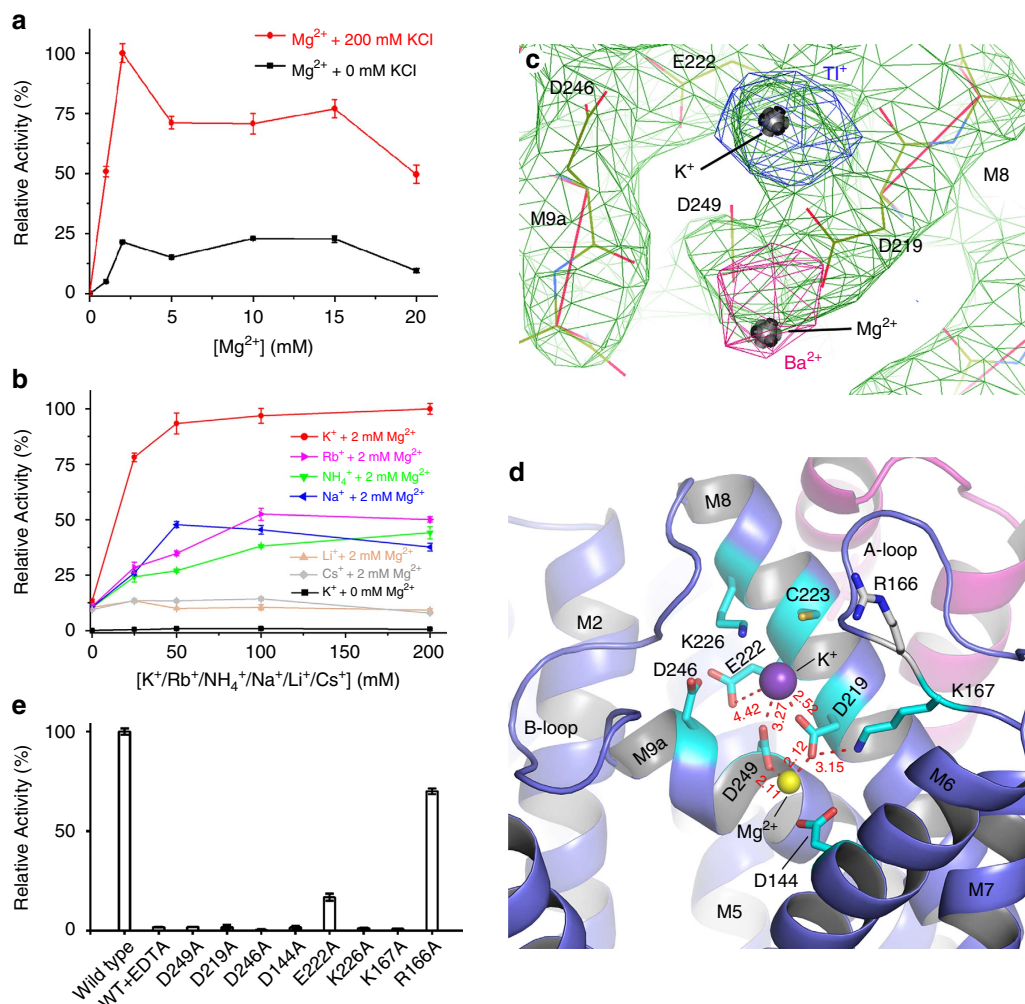 a
Relative Activity (%)
100
75
50
25
0
Mg²⁺ + 200 mM KCl
Mg²⁺ + 0 mM KCl
0 5 10 15 20
[Mg²⁺] (mM)
b
Relative Activity (%)
100
75
50
25
0
K⁺ + 2 mM Mg²⁺
Rb⁺ + 2 mM Mg²⁺
NH₄⁺ + 2 mM Mg²⁺
Na⁺ + 2 mM Mg²⁺
Li⁺ + 2 mM Mg²⁺
Cs⁺ + 2 mM Mg²⁺
K⁺ + 0 mM Mg²⁺
0 50 100 150 200
[K⁺/Rb⁺/NH₄⁺/Na⁺/Li⁺/Cs⁺] (mM)
c
E222
Tl⁺
D246
K⁺
M8
M9a
D249
D219
Mg²⁺
Ba²⁺
d
M8
A-loop
R166
C223
M2
K226
E222
K⁺
D246
D219
K167
4.42
3.27
2.52
B-loop
M9a
D249
2.12
3.15
2.11
M6
Mg²⁺
D144
M5
M7
e
Relative Activity (%)
100
50
0
Wild type
WT+EDTA
D249A
D219A
D246A
D144A
E222A
K226A
K167A
R166A